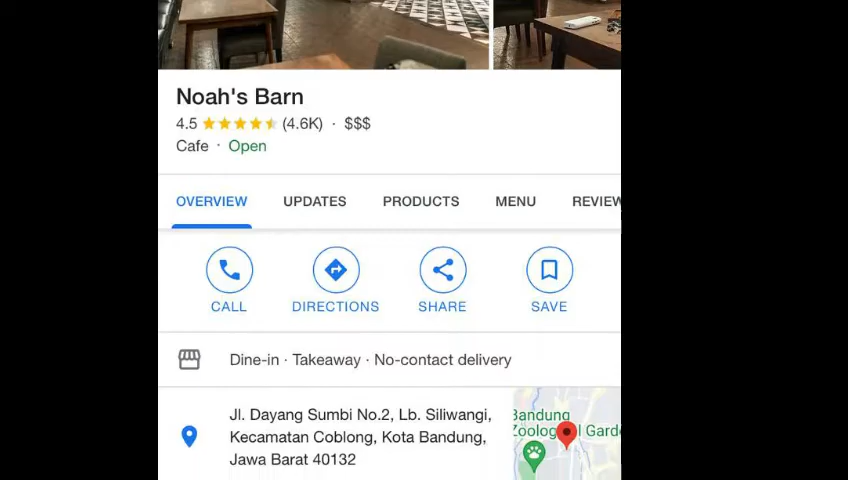 Noah's Barn
4.5 (4.6K) · $$$
Cafe · Open
OVERVIEW UPDATES PRODUCTS MENU REVIEW
CALL DIRECTIONS SHARE SAVE
Dine-in · Takeaway · No-contact delivery
Jl. Dayang Sumbi No.2, Lb. Siliwangi,
Kecamatan Coblong, Kota Bandung,
Jawa Barat 40132
Bandung